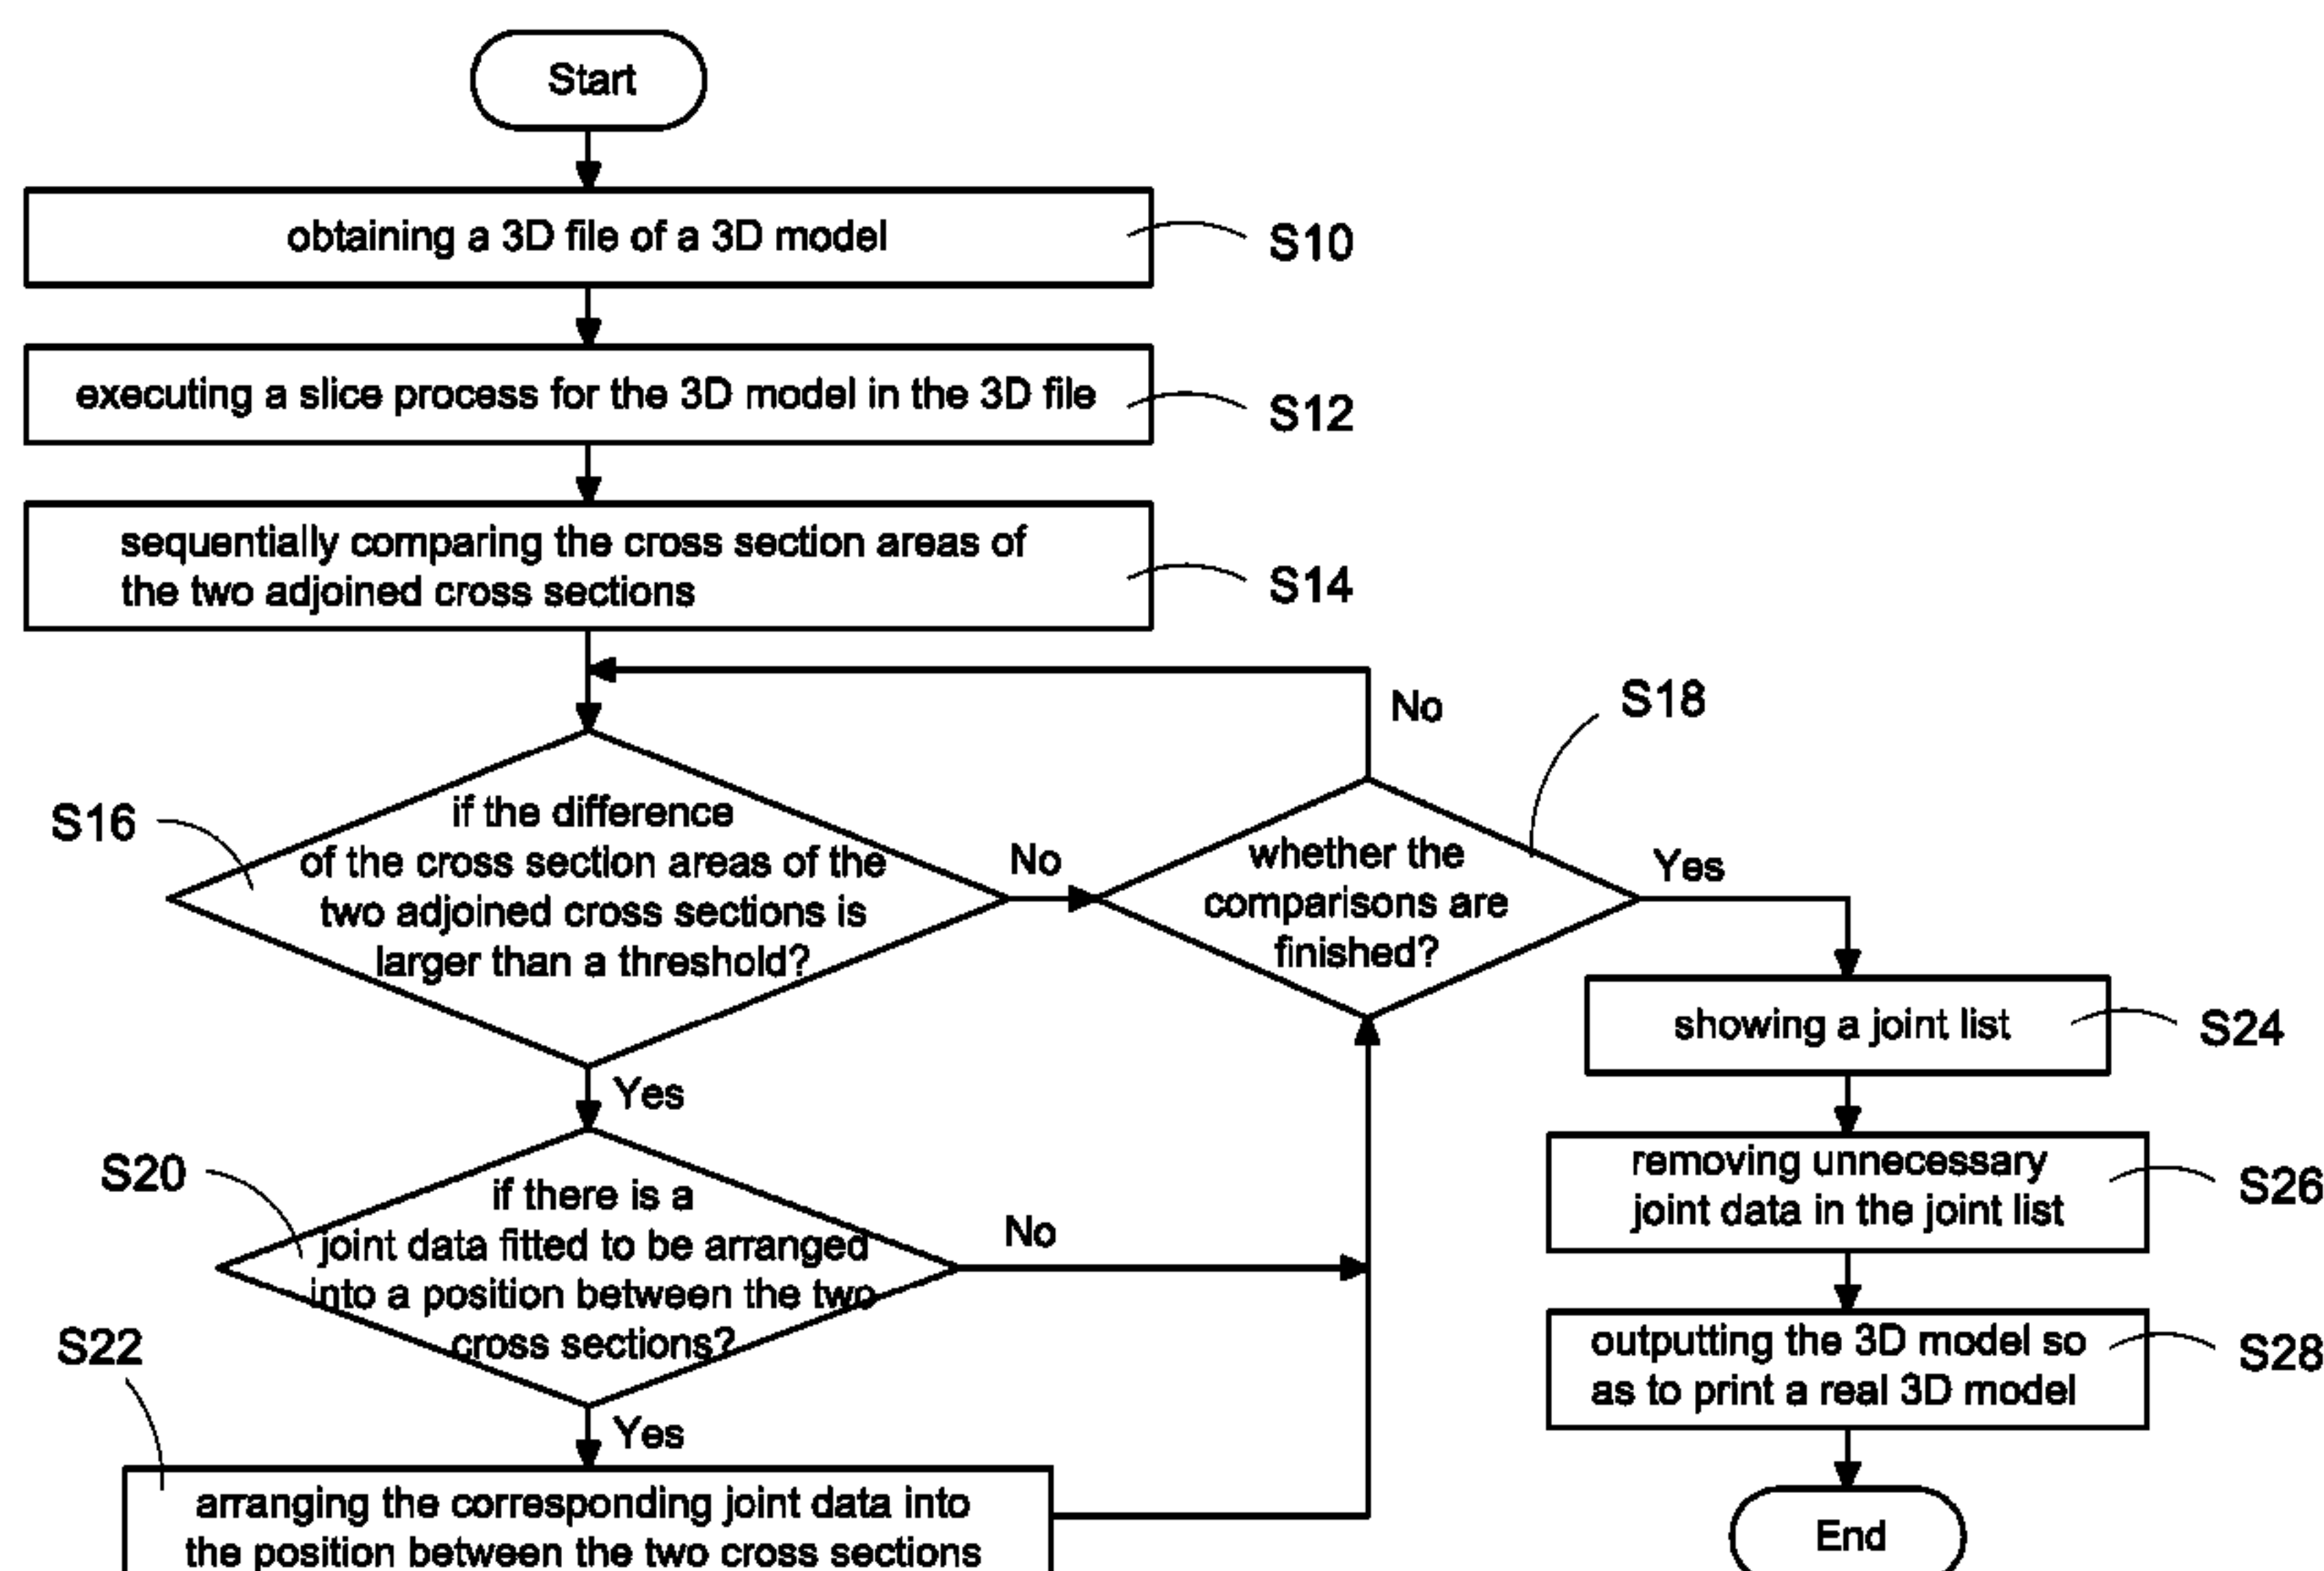 Start
obtaining a 3D file of a 3D model
S10
executing a slice process for the 3D model in the 3D file
S12
sequentially comparing the cross section areas of
the two adjoined cross sections
S14
No
S18
S16
if the difference
of the cross section areas of the
two adjoined cross sections is
larger than a threshold?
No
whether the
comparisons are
finished?
Yes
showing a joint list
S24
Yes
S20
if there is a
joint data fitted to be arranged
into a position between the two
cross sections?
No
removing unnecessary
joint data in the joint list
S26
S22
Yes
outputting the 3D model so
as to print a real 3D model
S28
arranging the corresponding joint data into
the position between the two cross sections
End